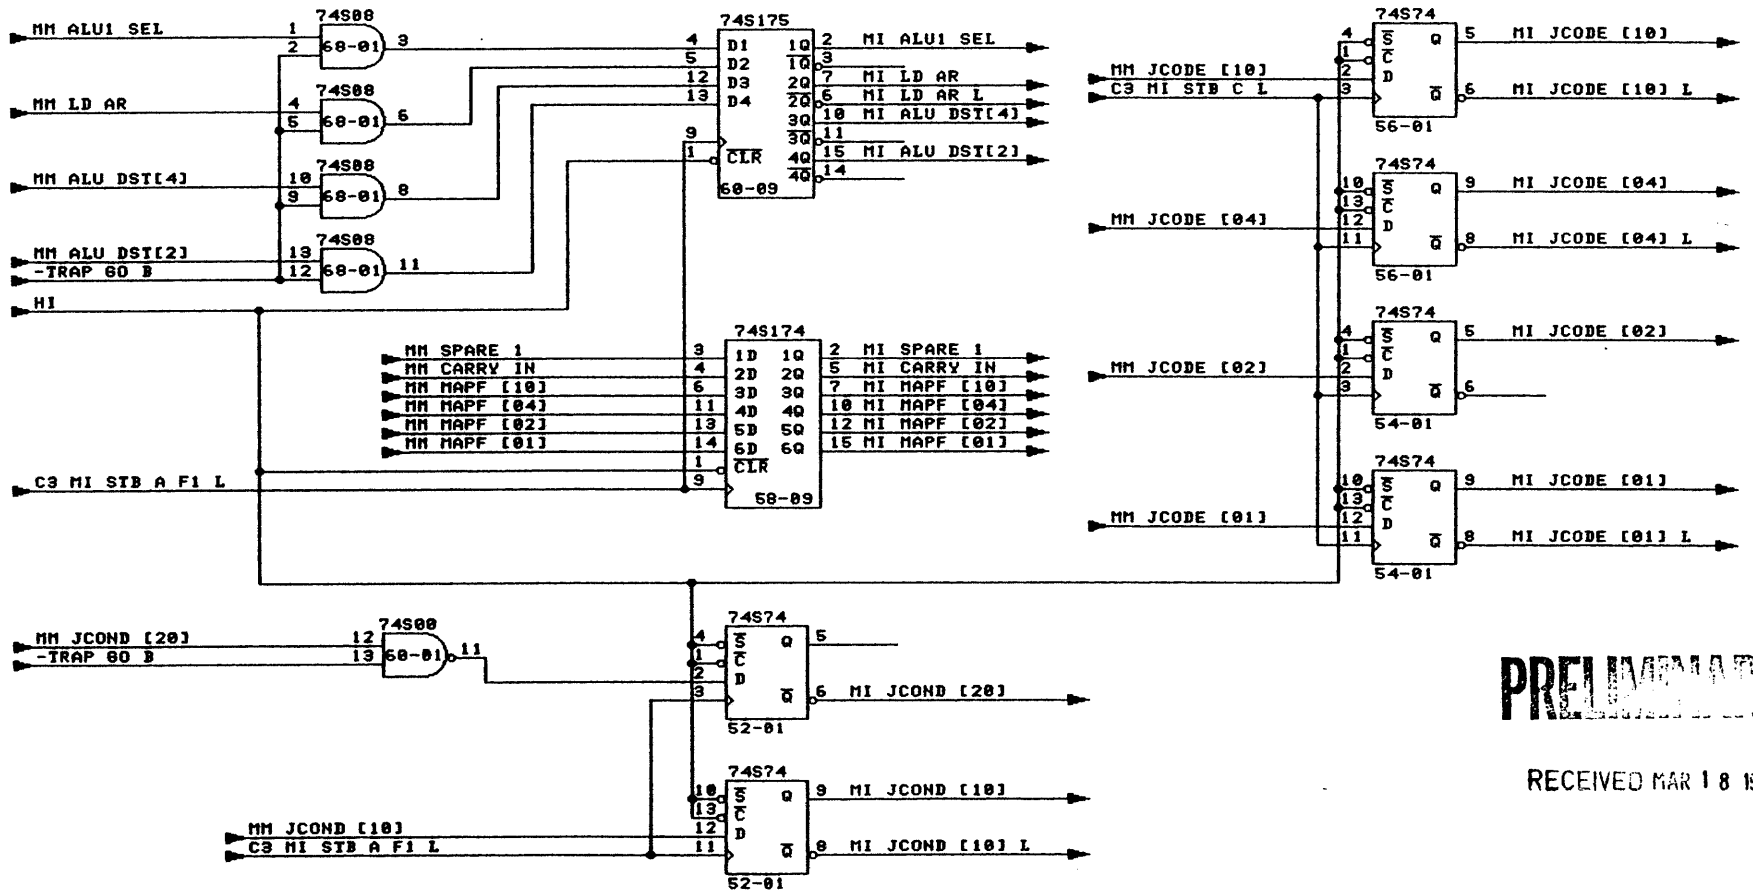 74S08
MM ALU1 SEL 1 2 68-01 3
74S08
MM LD AR 4 5 68-01 6
74S08
MM ALU DST[4] 10 9 68-01 8
74S08
MM ALU DST[2] 13 68-01 11
-TRAP GO B 12
HI
74S175
4 D1 1Q 2 MI ALU1 SEL
5 D2 1Q 3
12 D3 2Q 7 MI LD AR
13 D4 2Q 6 MI LD AR L
3Q 10 MI ALU DST[4]
9 3Q 11
1 CLR 4Q 15 MI ALU DST[2]
4Q 14
60-09
74S174
MM SPARE 1 3 1D 1Q 2 MI SPARE 1
MM CARRY IN 4 2D 2Q 5 MI CARRY IN
MM MAPF [10] 6 3D 3Q 7 MI MAPF [10]
MM MAPF [04] 11 4D 4Q 10 MI MAPF [04]
MM MAPF [02] 13 5D 5Q 12 MI MAPF [02]
MM MAPF [01] 14 6D 6Q 15 MI MAPF [01]
1 CLR
C3 MI STB A F1 L 9
58-09
74S00
MM JCOND [20] 12 60-01 11
-TRAP GO B 13
74S74
4 S Q 5
1 C
2 D
3 Q 6 MI JCOND [20]
52-01
74S74
10 S Q 9 MI JCOND [10]
13 C
MM JCOND [10] 12 D
C3 MI STB A F1 L 11 Q 8 MI JCOND [10] L
52-01
74S74
4 S Q 5 MI JCODE [10]
1 C
MM JCODE [10] 2 D
C3 MI STB C L 3 Q 6 MI JCODE [10] L
56-01
74S74
10 S Q 9 MI JCODE [04]
13 C
MM JCODE [04] 12 D
11 Q 8 MI JCODE [04] L
56-01
74S74
4 S Q 5 MI JCODE [02]
1 C
MM JCODE [02] 2 D
3 Q 6
54-01
74S74
10 S Q 9 MI JCODE [01]
13 C
MM JCODE [01] 12 D
11 Q 8 MI JCODE [01] L
54-01
RECEIVED MAR 18